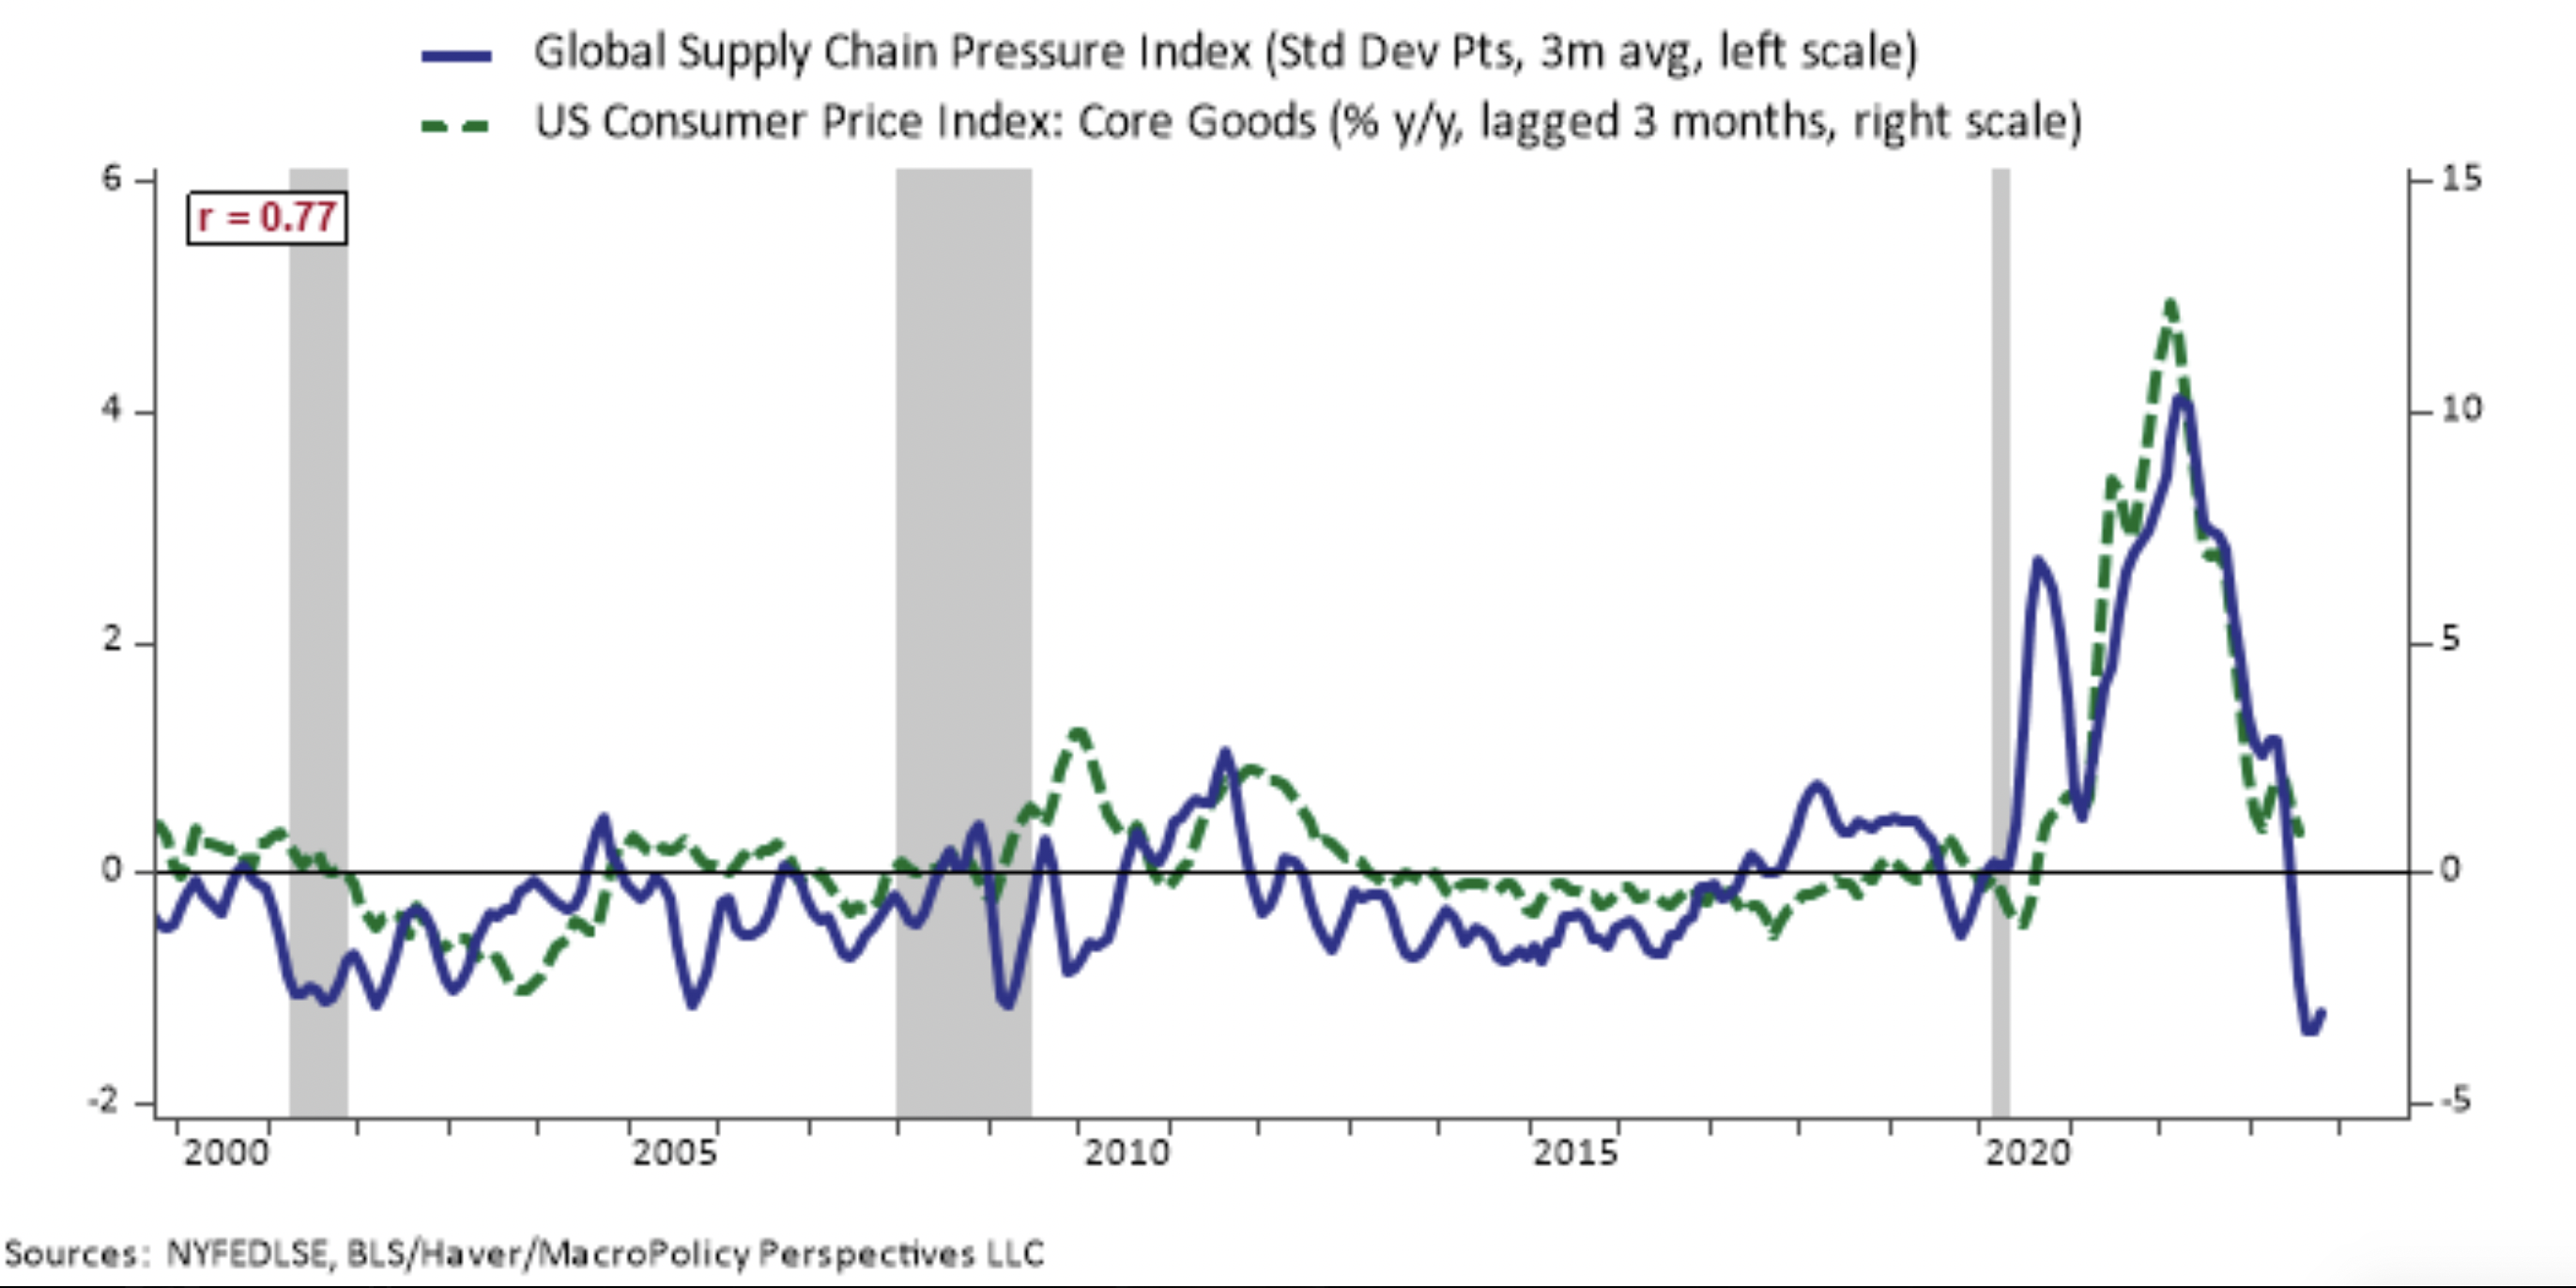 Global Supply Chain Pressure Index (Std Dev Pts, 3m avg, left scale)
US Consumer Price Index: Core Goods (% y/y, lagged 3 months, right scale)
6 15
r = 0.77
4 10
2 5
0 0
-2 -5
2000 2005 2010 2015 2020
Sources: NYFEDLSE, BLS/Haver/MacroPolicy Perspectives LLC